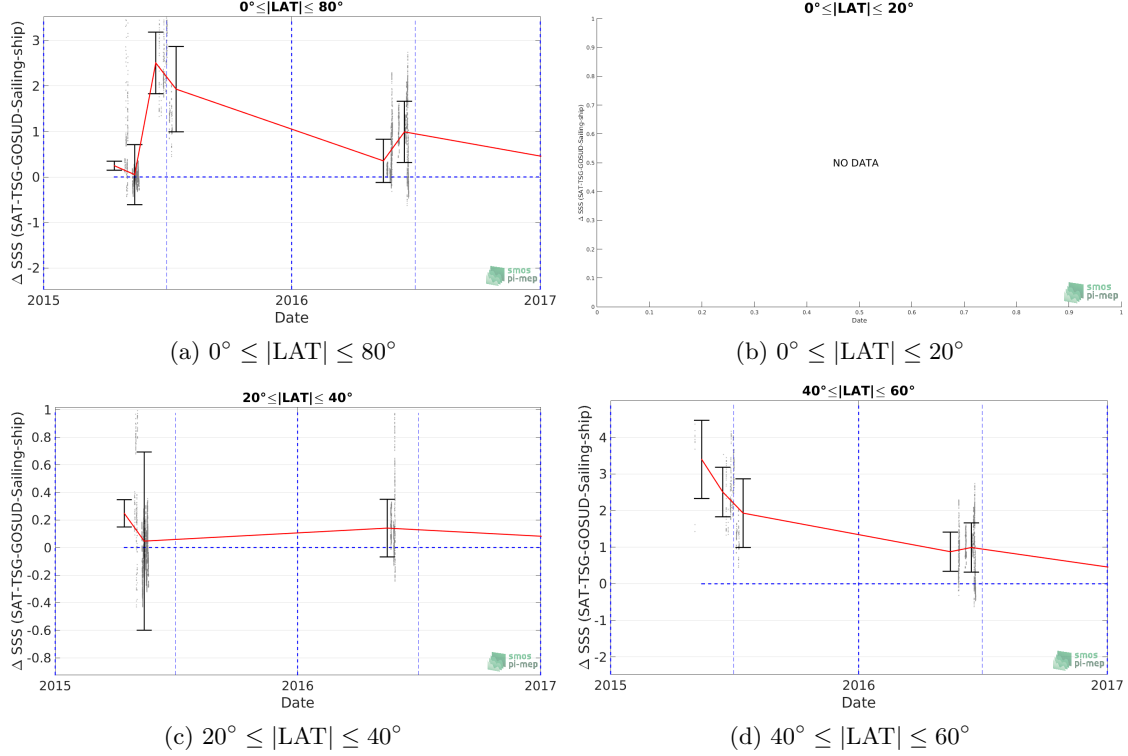 0°≤|LAT|≤ 80°
Δ SSS (SAT-TSG-GOSUD-Sailing-ship)
3
2
1
0
-1
-2
2015
2016
2017
Date
smos
pi-mep
(a) 0° ≤ |LAT| ≤ 80°
0°≤|LAT|≤ 20°
Δ SSS (SAT-TSG-GOSUD-Sailing-ship)
1
0.9
0.8
0.7
0.6
0.5
0.4
0.3
0.2
0.1
0
NO DATA
0
0.1
0.2
0.3
0.4
0.5
0.6
0.7
0.8
0.9
1
Date
smos
pi-mep
(b) 0° ≤ |LAT| ≤ 20°
20°≤|LAT|≤ 40°
Δ SSS (SAT-TSG-GOSUD-Sailing-ship)
1
0.8
0.6
0.4
0.2
0
-0.2
-0.4
-0.6
-0.8
2015
2016
2017
Date
smos
pi-mep
(c) 20° ≤ |LAT| ≤ 40°
40°≤|LAT|≤ 60°
Δ SSS (SAT-TSG-GOSUD-Sailing-ship)
4
3
2
1
0
-1
-2
2015
2016
2017
Date
smos
pi-mep
(d) 40° ≤ |LAT| ≤ 60°